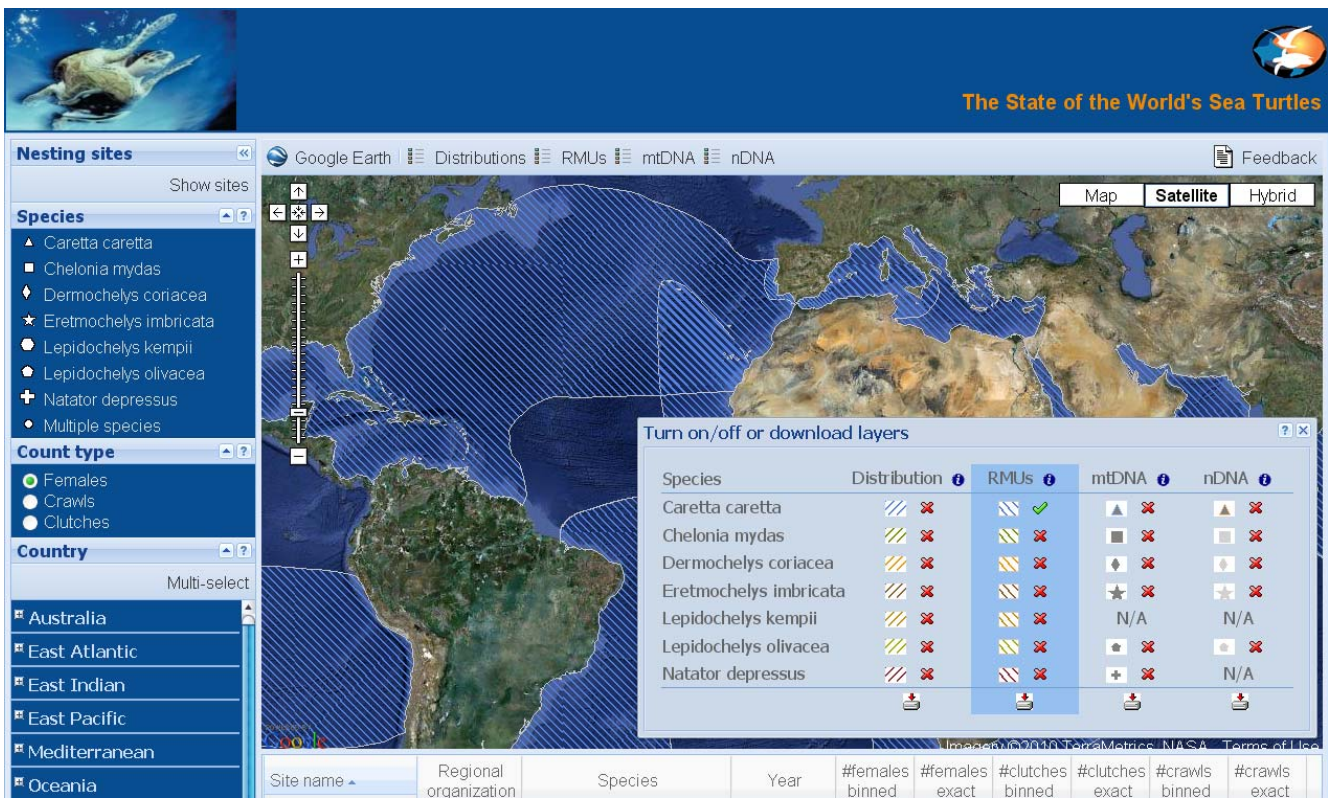 The State of the World's Sea Turtles
Nesting sites
Show sites
Species
Caretta caretta
Chelonia mydas
Dermochelys coriacea
Eretmochelys imbricata
Lepidochelys kempii
Lepidochelys olivacea
Natator depressus
Multiple species
Count type
Females
Crawls
Clutches
Country
Multi-select
Australia
East Atlantic
East Indian
East Pacific
Mediterranean
Oceania
Google Earth Distributions RMUs mtDNA nDNA Feedback
Map Satellite Hybrid
Turn on/off or download layers
Species Distribution RMUs mtDNA nDNA
Caretta caretta
Chelonia mydas
Dermochelys coriacea
Eretmochelys imbricata
Lepidochelys kempii N/A N/A
Lepidochelys olivacea
Natator depressus N/A
Google
Imagery ©2010 TerraMetrics, NASA Terms of Use
Site name Regional organization Species Year #females binned #females exact #clutches binned #clutches exact #crawls binned #crawls exact